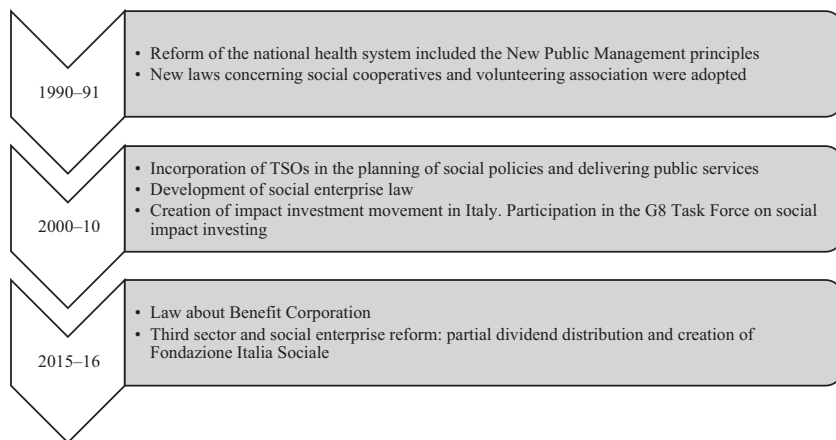 1990–91
• Reform of the national health system included the New Public Management principles
• New laws concerning social cooperatives and volunteering association were adopted
2000–10
• Incorporation of TSOs in the planning of social policies and delivering public services
• Development of social enterprise law
• Creation of impact investment movement in Italy. Participation in the G8 Task Force on social
impact investing
2015–16
• Law about Benefit Corporation
• Third sector and social enterprise reform: partial dividend distribution and creation of
Fondazione Italia Sociale